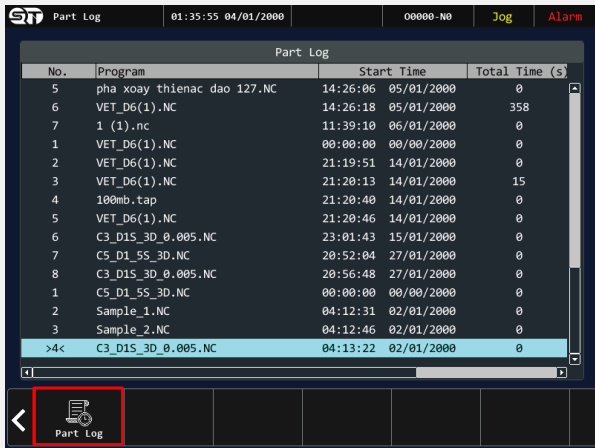 Part Log 01:35:55 04/01/2000 O0000-N0 Jog Alarm
Part Log
No. Program Start Time Total Time (s)
5 pha xoay thienac dao 127.NC 14:26:06 05/01/2000 0
6 VET_D6(1).NC 14:26:18 05/01/2000 358
7 1 (1).nc 11:39:10 06/01/2000 0
1 VET_D6(1).NC 00:00:00 00/00/2000 0
2 VET_D6(1).NC 21:19:51 14/01/2000 0
3 VET_D6(1).NC 21:20:13 14/01/2000 15
4 100mb.tap 21:20:40 14/01/2000 0
5 VET_D6(1).NC 21:20:46 14/01/2000 0
6 C3_D1S_3D_0.005.NC 23:01:43 15/01/2000 0
7 C5_D1_5S_3D.NC 20:52:04 27/01/2000 0
8 C3_D1S_3D_0.005.NC 20:56:48 27/01/2000 0
1 C5_D1_5S_3D.NC 00:00:00 00/00/2000 0
2 Sample_1.NC 04:12:31 02/01/2000 0
3 Sample_2.NC 04:12:46 02/01/2000 0
>4< C3_D1S_3D_0.005.NC 04:13:22 02/01/2000 0
Part Log